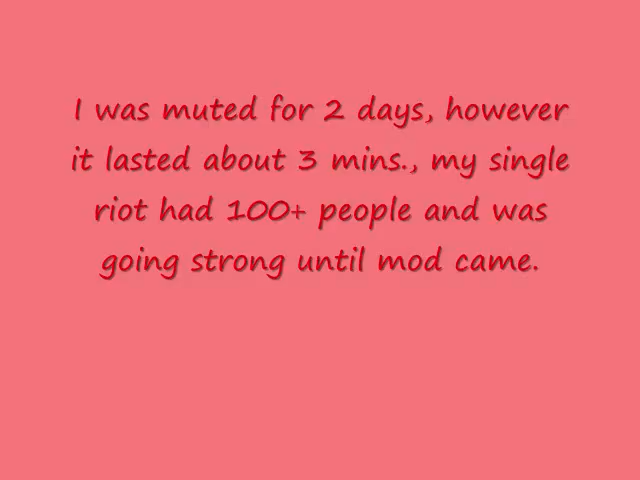 I was muted for 2 days, however
it lasted about 3 mins., my single
riot had 100+ people and was
going strong until mod came.